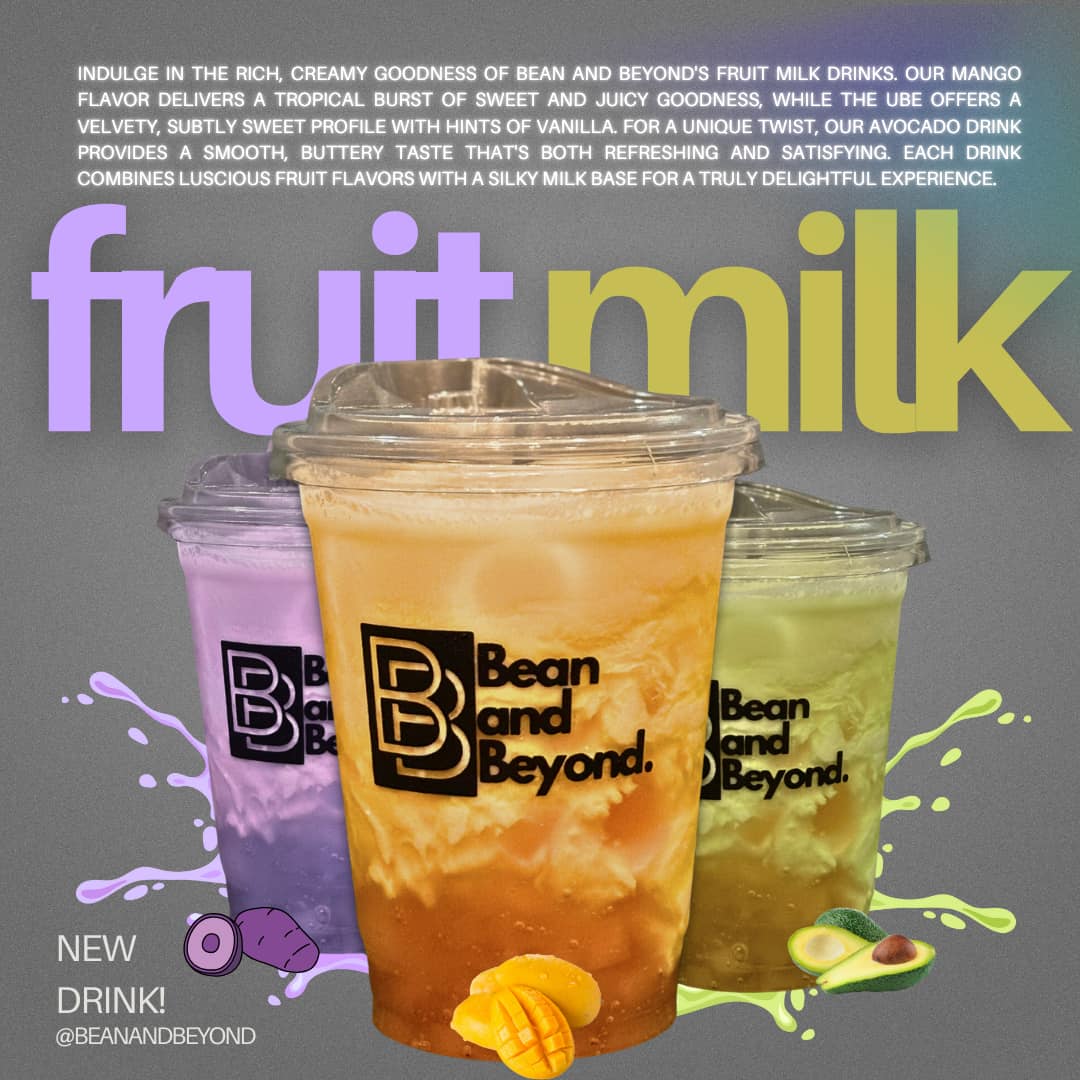 INDULGE IN THE RICH, CREAMY GOODNESS OF BEAN AND BEYOND'S FRUIT MILK DRINKS. OUR MANGO
FLAVOR DELIVERS A TROPICAL BURST OF SWEET AND JUICY GOODNESS, WHILE THE UBE OFFERS A
VELVETY, SUBTLY SWEET PROFILE WITH HINTS OF VANILLA. FOR A UNIQUE TWIST, OUR AVOCADO DRINK
PROVIDES A SMOOTH, BUTTERY TASTE THAT'S BOTH REFRESHING AND SATISFYING. EACH DRINK
COMBINES LUSCIOUS FRUIT FLAVORS WITH A SILKY MILK BASE FOR A TRULY DELIGHTFUL EXPERIENCE.
fruit milk
BB
B
a
Be
BB
Bean
and
Beyond.
Bean
and
Beyond.
NEW
DRINK!
@BEANANDBEYOND